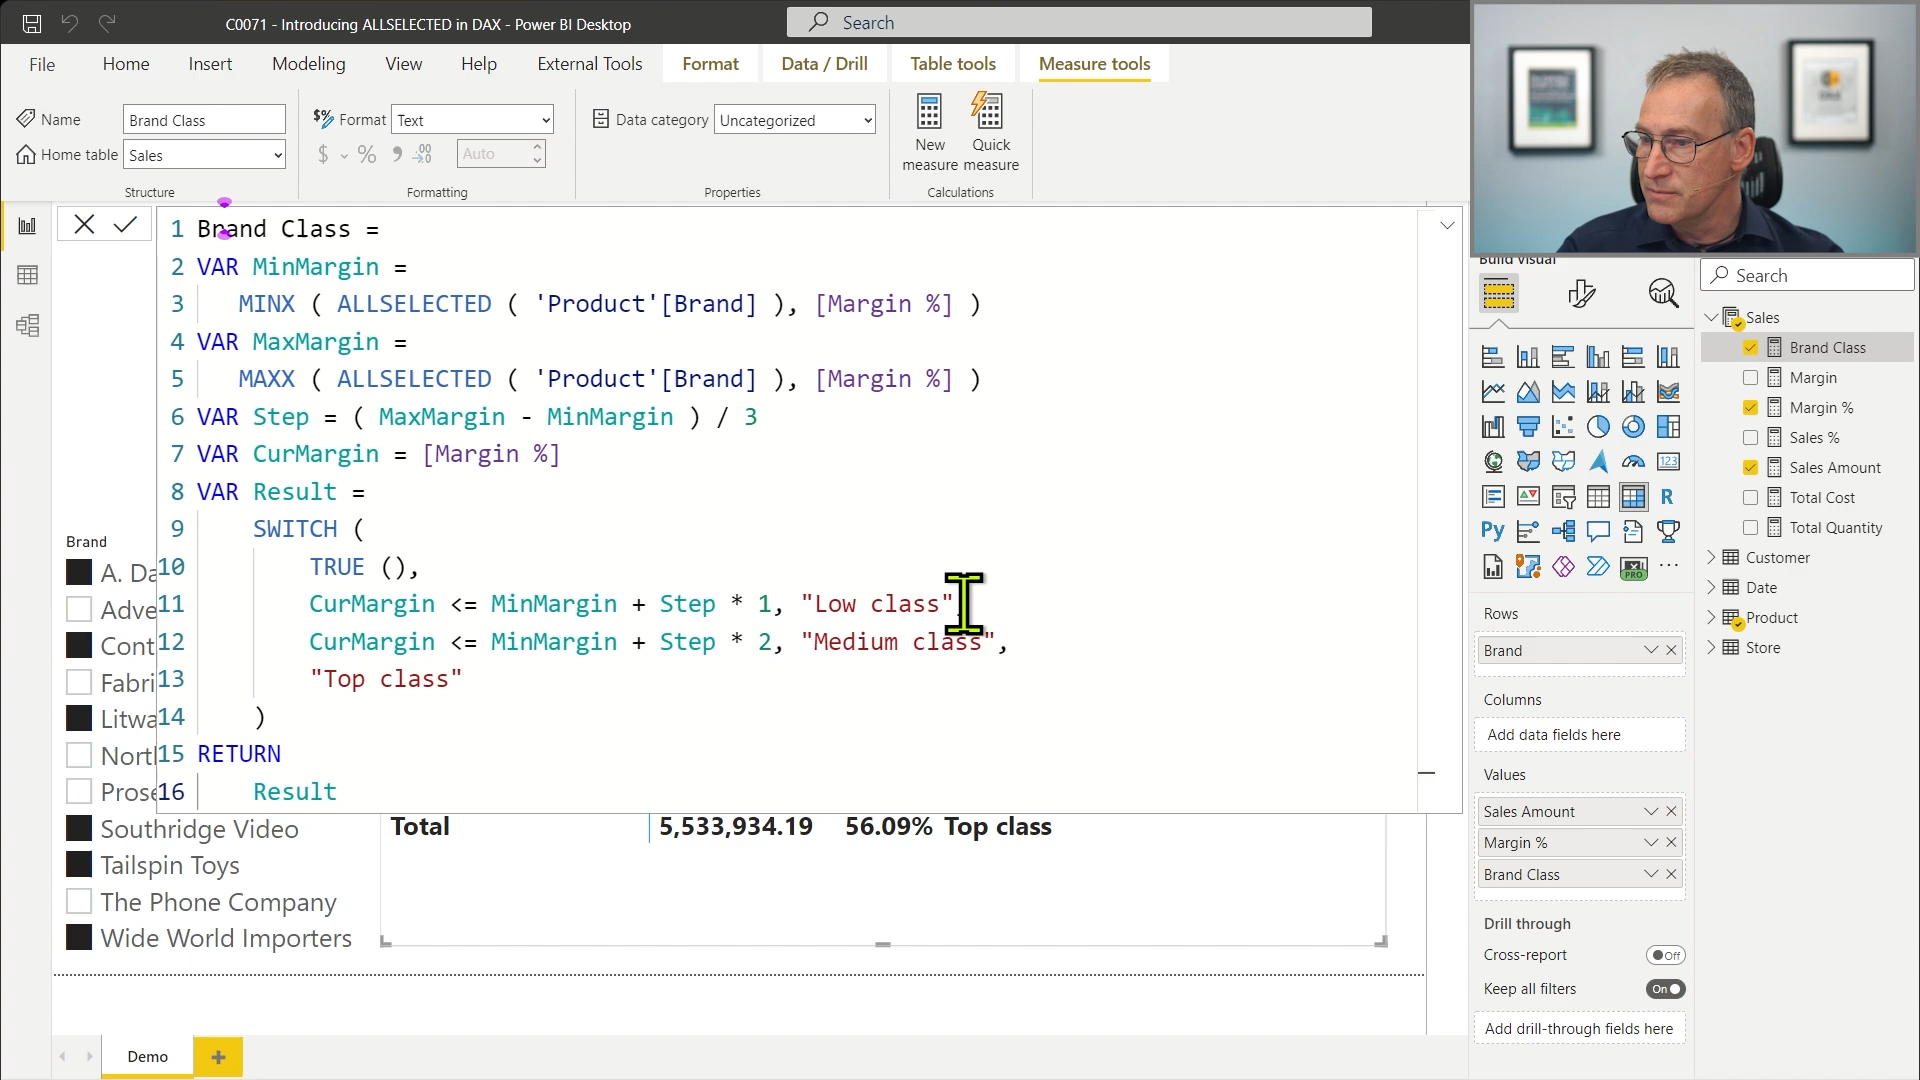 C0071 - Introducing ALLSELECTED in DAX - Power BI Desktop
Search
File Home Insert Modeling View Help External Tools Format Data / Drill Table tools Measure tools
Name Brand Class
Home table Sales
Structure
Format Text
$ % Auto
Formatting
Data category Uncategorized
Properties
New measure
Quick measure
Calculations
1 Brand Class =
2 VAR MinMargin =
3 MINX ( ALLSELECTED ( 'Product'[Brand] ), [Margin %] )
4 VAR MaxMargin =
5 MAXX ( ALLSELECTED ( 'Product'[Brand] ), [Margin %] )
6 VAR Step = ( MaxMargin - MinMargin ) / 3
7 VAR CurMargin = [Margin %]
8 VAR Result =
9 SWITCH (
10 TRUE (),
11 CurMargin <= MinMargin + Step * 1, "Low class"
12 CurMargin <= MinMargin + Step * 2, "Medium class",
13 "Top class"
14 )
15 RETURN
16 Result
Brand
A. Da
Adve
Cont
Fabri
Litwa
Nort
Prose
Southridge Video
Tailspin Toys
The Phone Company
Wide World Importers
Total 5,533,934.19 56.09% Top class
Demo
Build visual
123
R
Py
PRO
Rows
Brand
Columns
Add data fields here
Values
Sales Amount
Margin %
Brand Class
Drill through
Cross-report Off
Keep all filters On
Add drill-through fields here
Search
Sales
Brand Class
Margin
Margin %
Sales %
Sales Amount
Total Cost
Total Quantity
Customer
Date
Product
Store